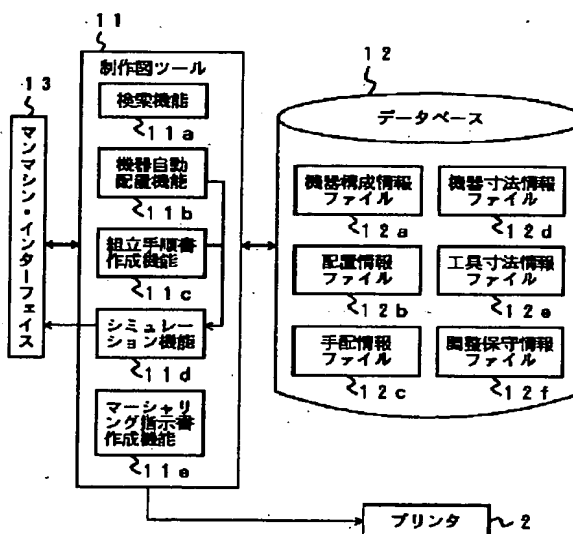 11
制作図ツール
検索機能
11a
機器自動
配置機能
11b
組立手順書
作成機能
11c
シミュレー
ション機能
11d
マーシャリ
ング指示書
作成機能
11e
13
マンマシン・インターフェイス
12
データベース
機器構成情報
ファイル
12a
機器寸法情報
ファイル
12d
配置情報
ファイル
12b
工具寸法情報
ファイル
12e
手配情報
ファイル
12c
調整保守情報
ファイル
12f
プリンタ
2